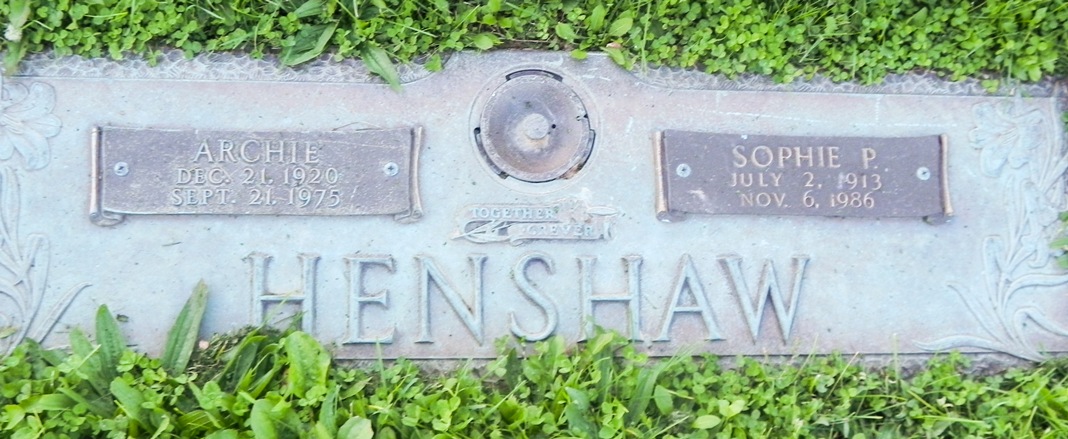 ARCHIE
DEC. 21, 1920
SEPT. 21, 1975
SOPHIE P.
JULY 2, 1913
NOV. 6, 1986
TOGETHER
FOREVER
HENSHAW